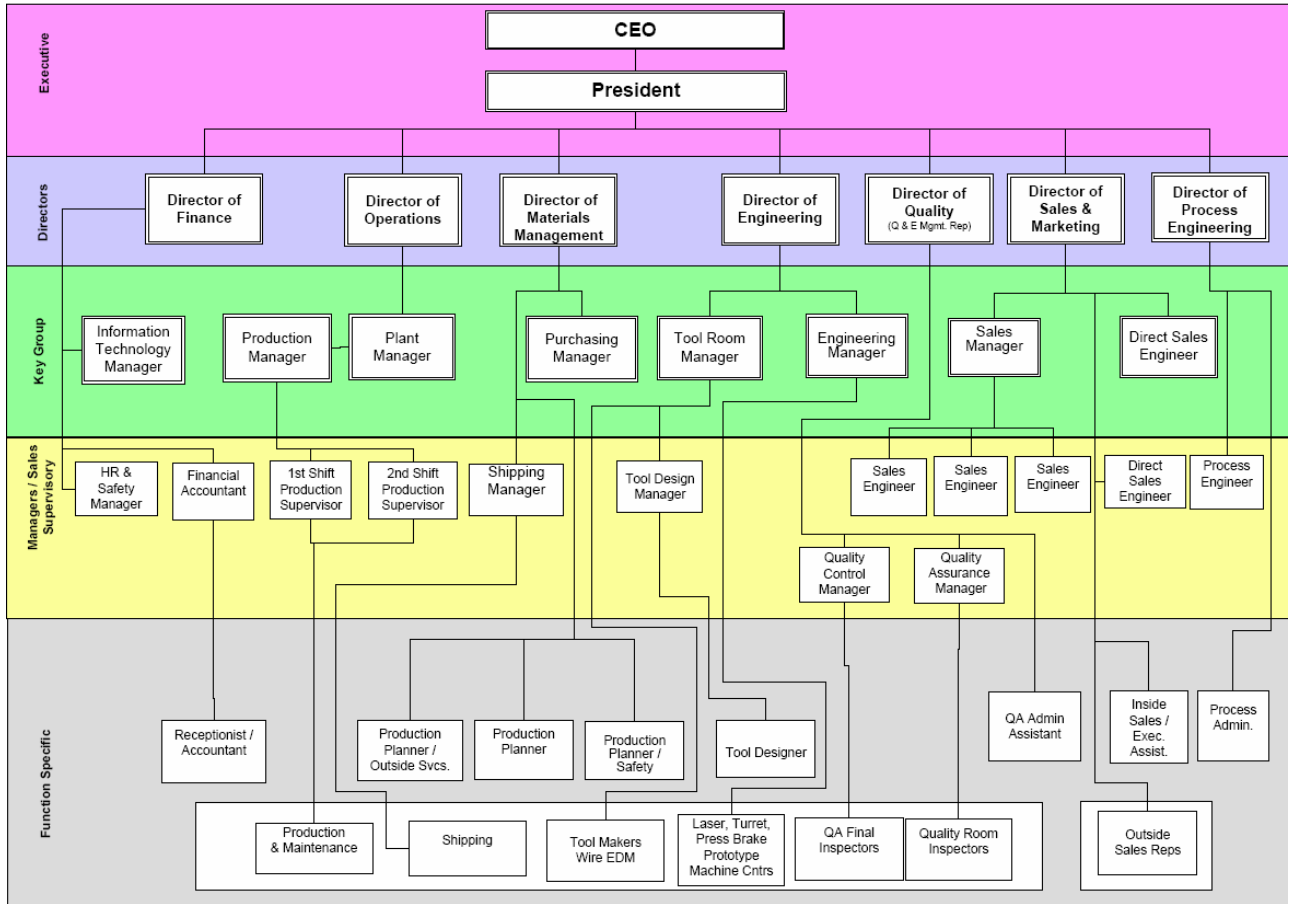 Executive
CEO
President
Directors
Director of
Finance
Director of
Operations
Director of
Materials
Management
Director of
Engineering
Director of
Quality
(Q & E Mgmt. Rep)
Director of
Sales &
Marketing
Director of
Process
Engineering
Key Group
Information
Technology
Manager
Production
Manager
Plant
Manager
Purchasing
Manager
Tool Room
Manager
Engineering
Manager
Sales
Manager
Direct Sales
Engineer
Managers / Sales
Supervisory
HR &
Safety
Manager
Financial
Accountant
1st Shift
Production
Supervisor
2nd Shift
Production
Supervisor
Shipping
Manager
Tool Design
Manager
Sales
Engineer
Sales
Engineer
Sales
Engineer
Direct
Sales
Engineer
Process
Engineer
Quality
Control
Manager
Quality
Assurance
Manager
Function Specific
Receptionist /
Accountant
Production
Planner /
Outside Svcs.
Production
Planner
Production
Planner /
Safety
Tool Designer
QA Admin
Assistant
Inside
Sales /
Exec.
Assist.
Process
Admin.
Production
& Maintenance
Shipping
Tool Makers
Wire EDM
Laser, Turret,
Press Brake
Prototype
Machine Cntrs
QA Final
Inspectors
Quality Room
Inspectors
Outside
Sales Reps